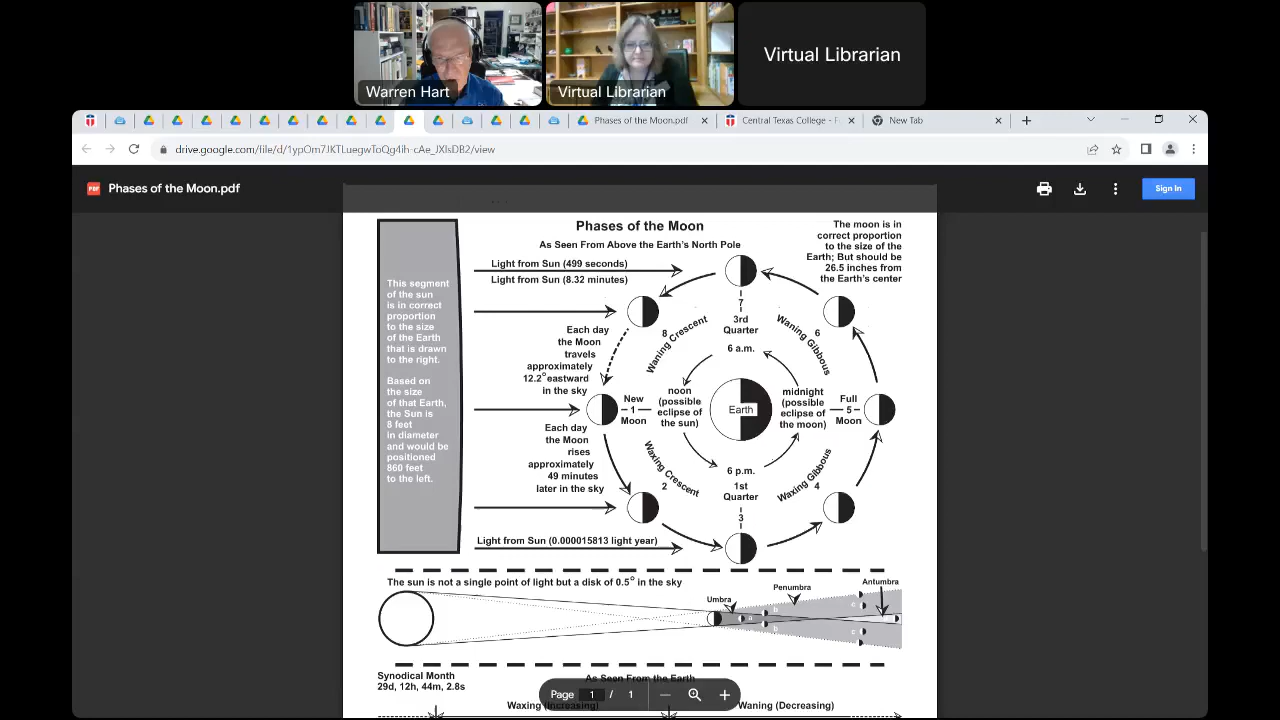 Warren Hart
Virtual Librarian
Virtual Librarian
Phases of the Moon.pdf
Central Texas College - F
New Tab
drive.google.com/file/d/1ypOm7JKTLuegwToQg4ih-cAe_JXlsDB2/view
PDF
Phases of the Moon.pdf
Sign In
Phases of the Moon
As Seen From Above the Earth's North Pole
The moon is in
correct proportion
to the size of the
Earth; But should be
26.5 inches from
the Earth's center
Light from Sun (499 seconds)
Light from Sun (8.32 minutes)
This segment
of the sun
is in correct
proportion
to the size
of the Earth
that is drawn
to the right.
Based on
the size
of that Earth,
the Sun is
8 feet
in diameter
and would be
positioned
860 feet
to the left.
Each day
the Moon
travels
approximately
12.2° eastward
in the sky
Each day
the Moon
rises
approximately
49 minutes
later in the sky
Light from Sun (0.000015813 light year)
7
3rd
Quarter
6 a.m.
8
Waning Crescent
6
Waning Gibbous
New
1
Moon
noon
(possible
eclipse of
the sun)
Earth
midnight
(possible
eclipse of
the moon)
Full
5
Moon
Waxing Crescent
2
6 p.m.
1st
Quarter
3
Waxing Gibbous
4
The sun is not a single point of light but a disk of 0.5° in the sky
Umbra
Penumbra
Antumbra
a
b
b
c
c
Synodical Month
29d, 12h, 44m, 2.8s
As Seen From the Earth
Page 1 / 1
Waxing (Increasing)
Waning (Decreasing)